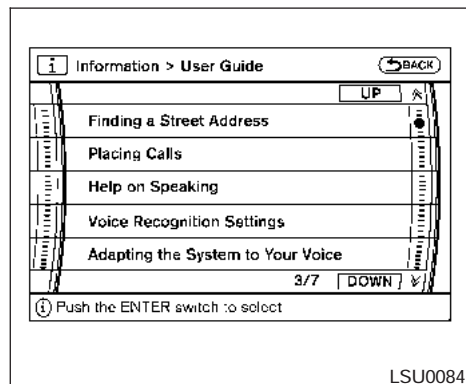 i Information > User Guide BACK
UP
Finding a Street Address
Placing Calls
Help on Speaking
Voice Recognition Settings
Adapting the System to Your Voice
3/7 DOWN
i Push the ENTER switch to select
LSU0084